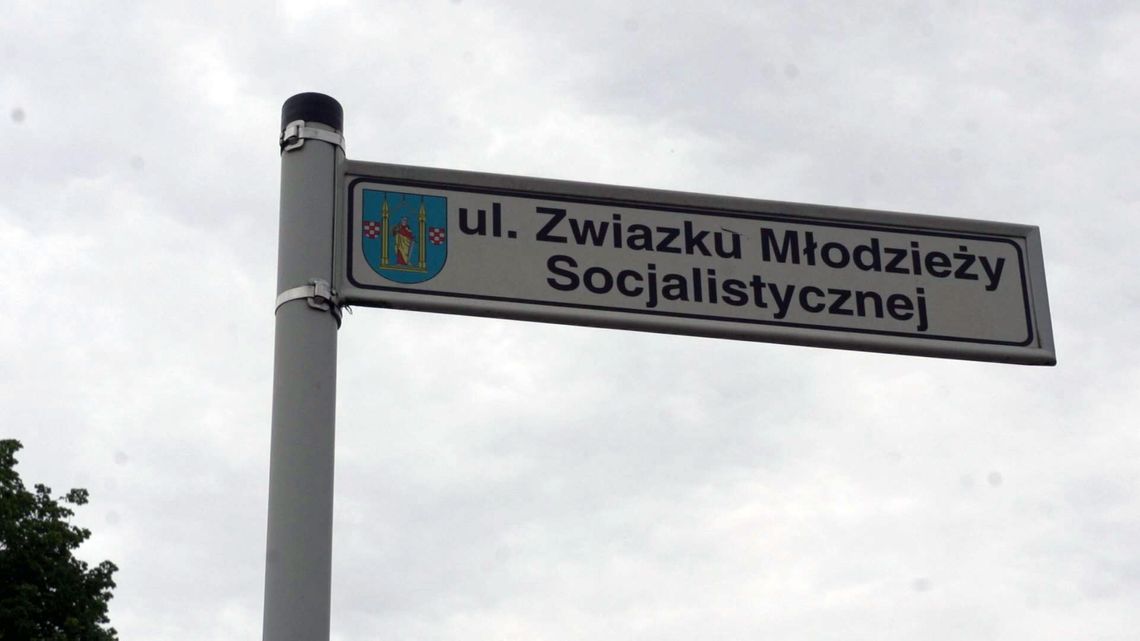 ul. Zwiazku Młodzieży
Socjalistycznej